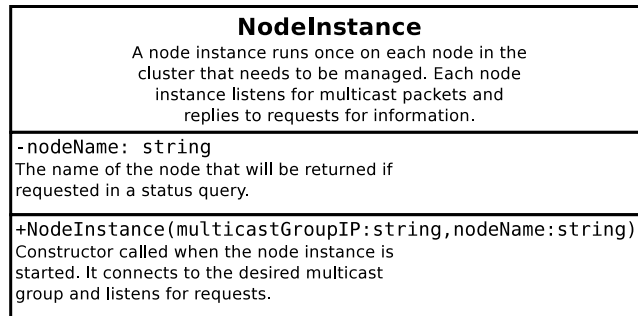 NodeInstance
A node instance runs once on each node in the
cluster that needs to be managed. Each node
instance listens for multicast packets and
replies to requests for information.
-nodeName: string
The name of the node that will be returned if
requested in a status query.
+NodeInstance(multicastGroupIP:string,nodeName:string)
Constructor called when the node instance is
started. It connects to the desired multicast
group and listens for requests.